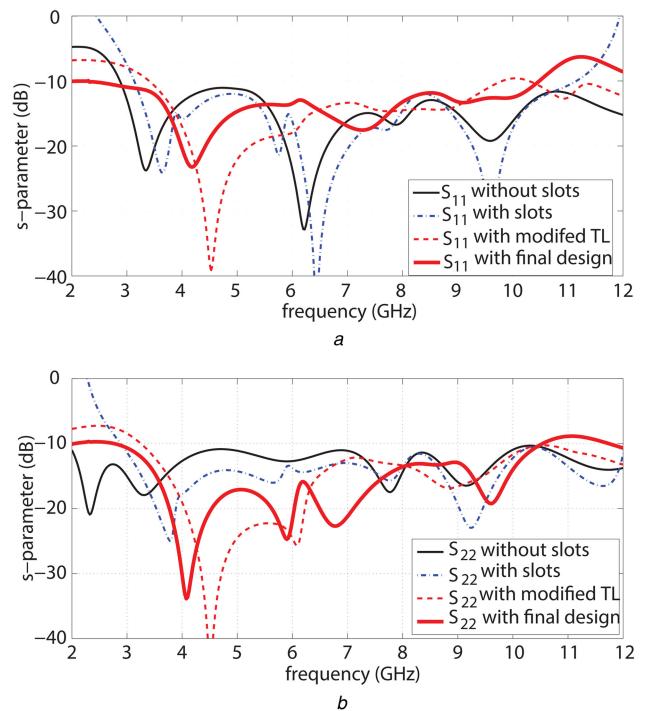 0
−10
−20
−30
−40
s−parameter (dB)
S11 without slots
S11 with slots
S11 with modifed TL
S11 with final design
2 3 4 5 6 7 8 9 10 11 12
frequency (GHz)
a
0
−10
−20
−30
−40
s−parameter (dB)
S22 without slots
S22 with slots
S22 with modified TL
S22 with final design
2 3 4 5 6 7 8 9 10 11 12
frequency (GHz)
b